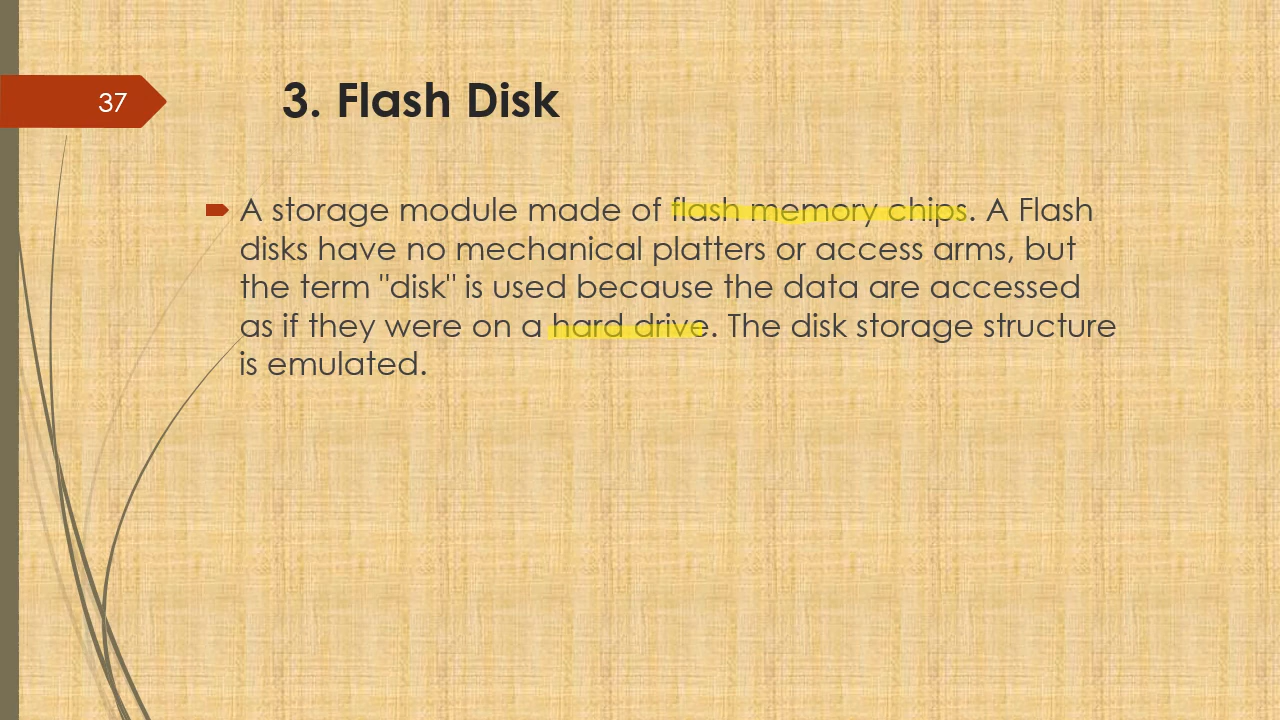 37
3. Flash Disk
A storage module made of flash memory chips. A Flash
disks have no mechanical platters or access arms, but
the term "disk" is used because the data are accessed
as if they were on a hard drive. The disk storage structure
is emulated.